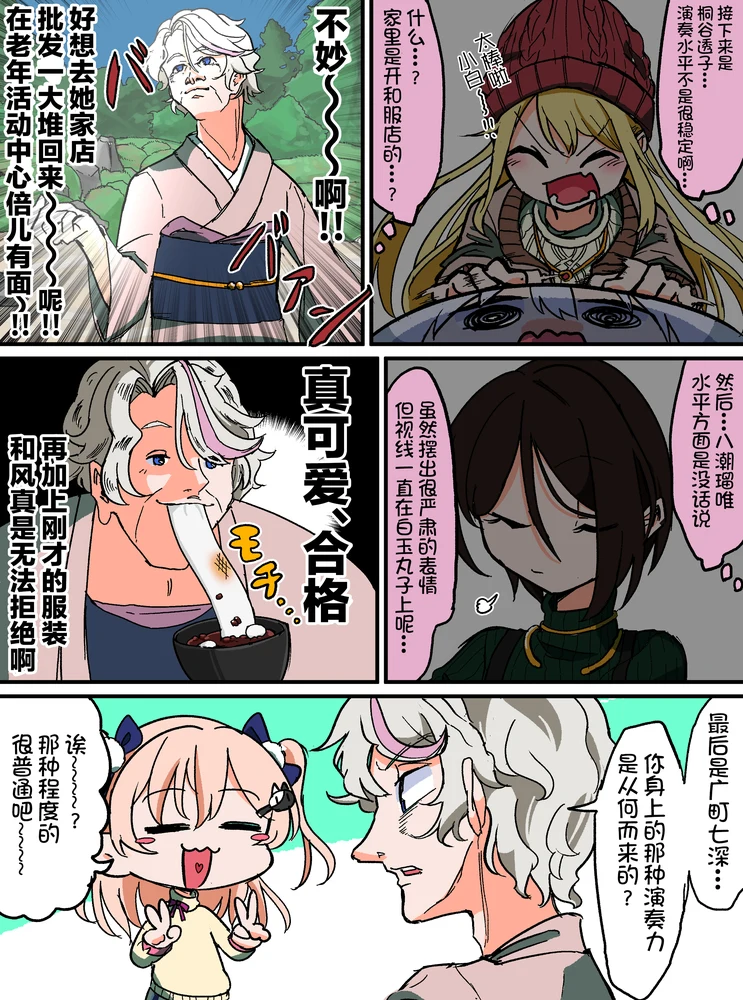 接下来是
桐谷透子…
演奏水平不是很稳定啊…
太棒啦
小白～～!!
什么…?
家里是开和服店的…?
不妙～～～～啊!!
好想去她家店
批发一大堆回来～～～～呢!!
在老年活动中心倍儿有面～!!
バ
ヴァン
然后…八潮瑠唯
水平方面是没话说
虽然摆出很严肃的表情
但视线一直在白玉丸子上呢…
真可爱、合格
モチ…
再加上刚才的服装
和风真是无法拒绝啊
最后是广町七深…
你身上的那种演奏力
是从何而来的?
诶～～～～?
那种程度的
很普通吧～～～～